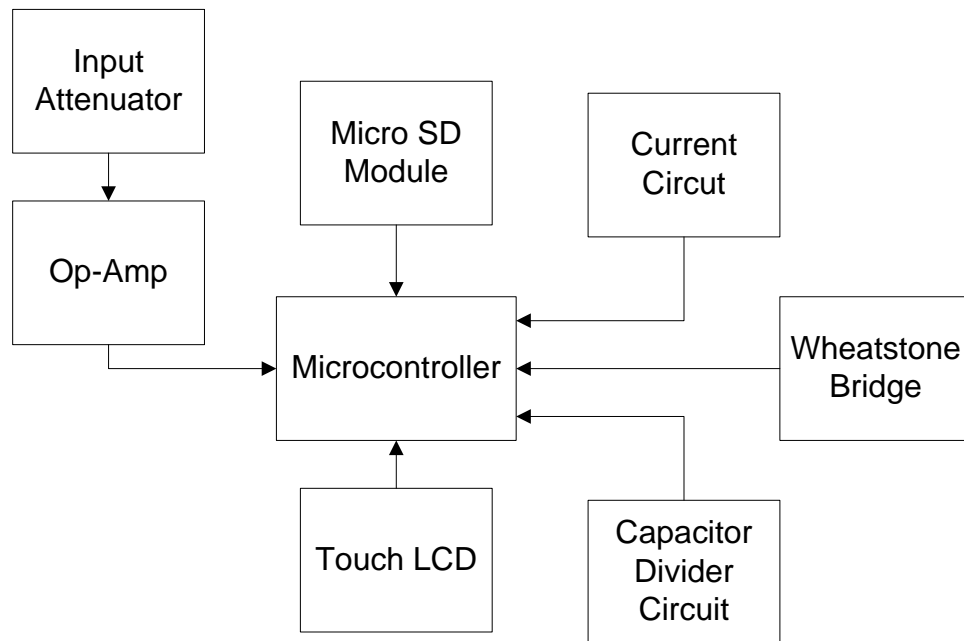 Input
Attenuator
Micro SD
Module
Current
Circut
Op-Amp
Microcontroller
Wheatstone
Bridge
Touch LCD
Capacitor
Divider
Circuit